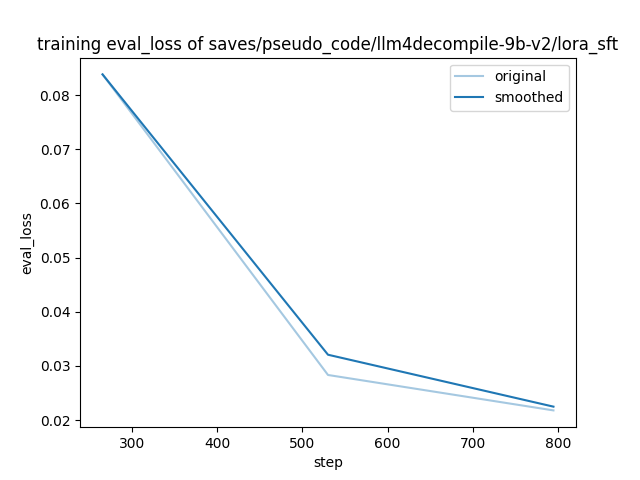 training eval_loss of saves/pseudo_code/llm4decompile-9b-v2/lora_sft
original
smoothed
0.08
0.07
0.06
0.05
0.04
0.03
0.02
eval_loss
300
400
500
600
700
800
step